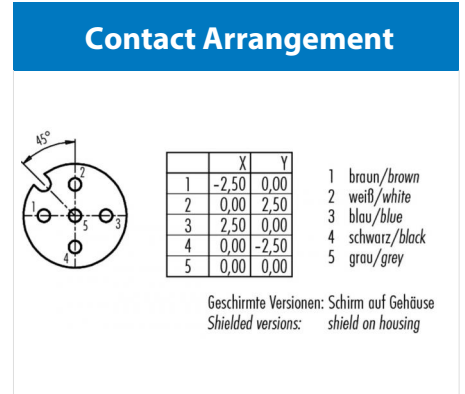 Contact Arrangement
45°
2
1
5
3
4
X Y
1 -2,50 0,00
2 0,00 2,50
3 2,50 0,00
4 0,00 -2,50
5 0,00 0,00
1 braun/brown
2 weiß/white
3 blau/blue
4 schwarz/black
5 grau/grey
Geschirmte Versionen: Schirm auf Gehäuse
Shielded versions: shield on housing